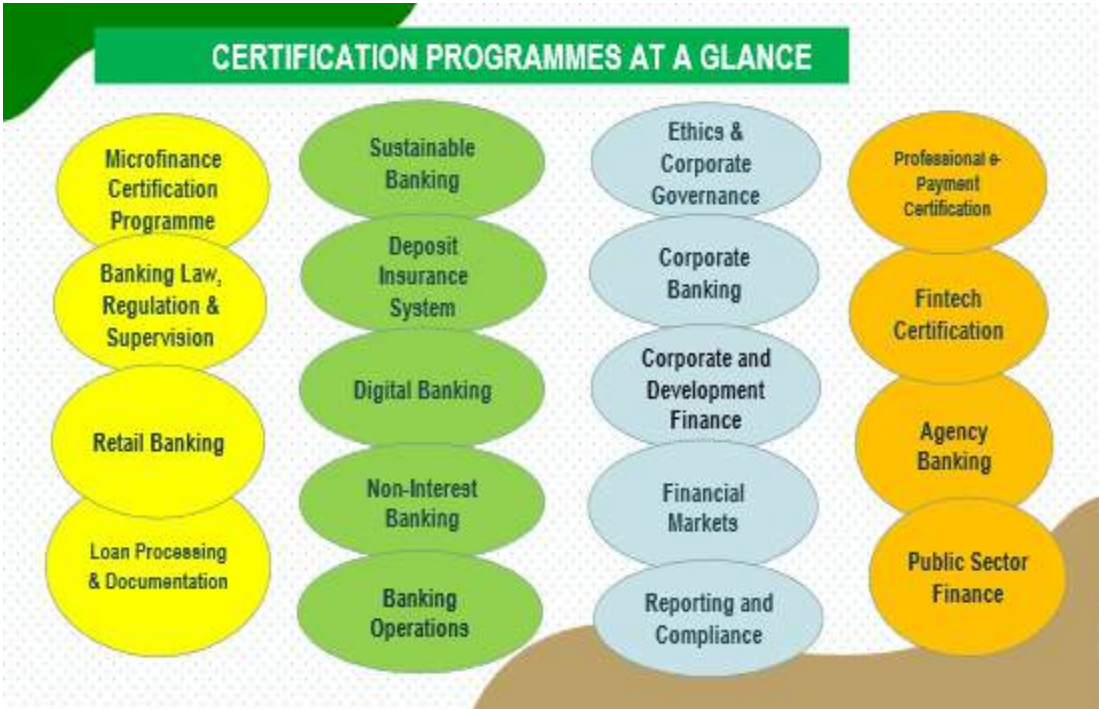 CERTIFICATION PROGRAMMES AT A GLANCE
Microfinance
Certification
Programme
Banking Law,
Regulation &
Supervision
Retail Banking
Loan Processing
& Documentation
Sustainable
Banking
Deposit
Insurance
System
Digital Banking
Non-Interest
Banking
Banking
Operations
Ethics &
Corporate
Governance
Corporate
Banking
Corporate and
Development
Finance
Financial
Markets
Reporting and
Compliance
Professional e-
Payment
Certification
Fintech
Certification
Agency
Banking
Public Sector
Finance